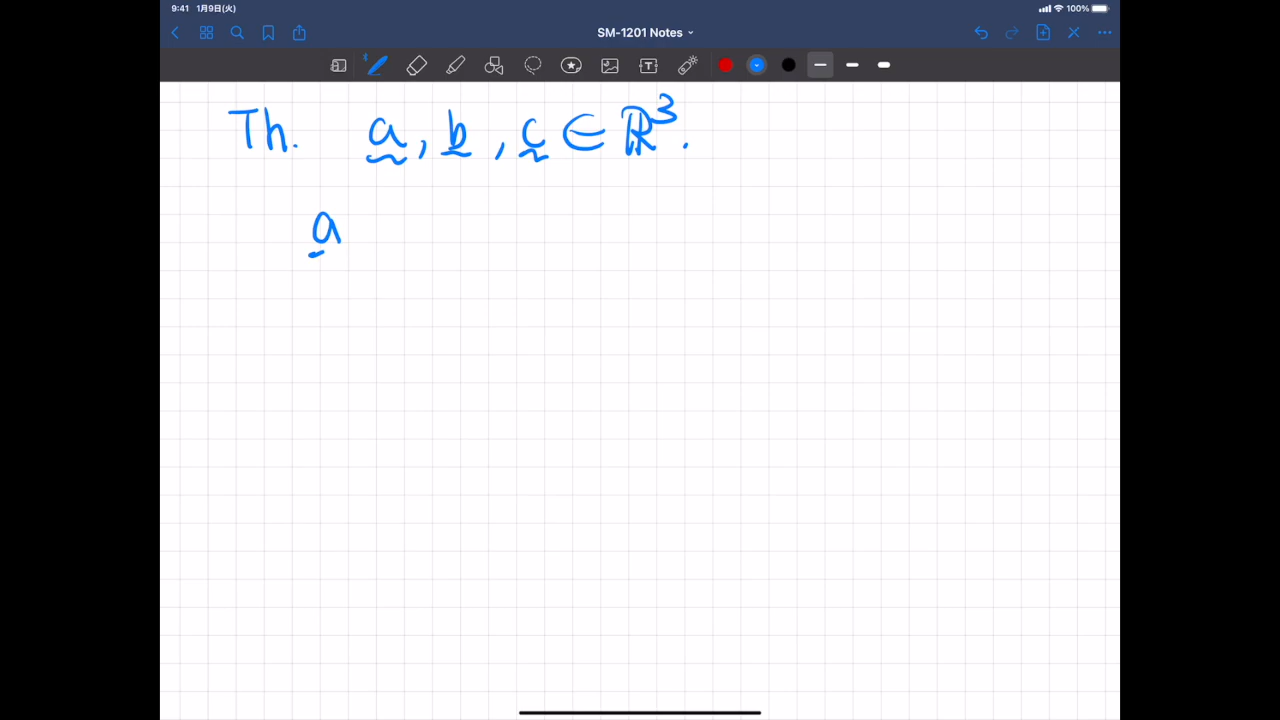 9:41 1月9日(火) 100%
SM-1201 Notes
Th. a, b, c ∈ ℝ³.
a